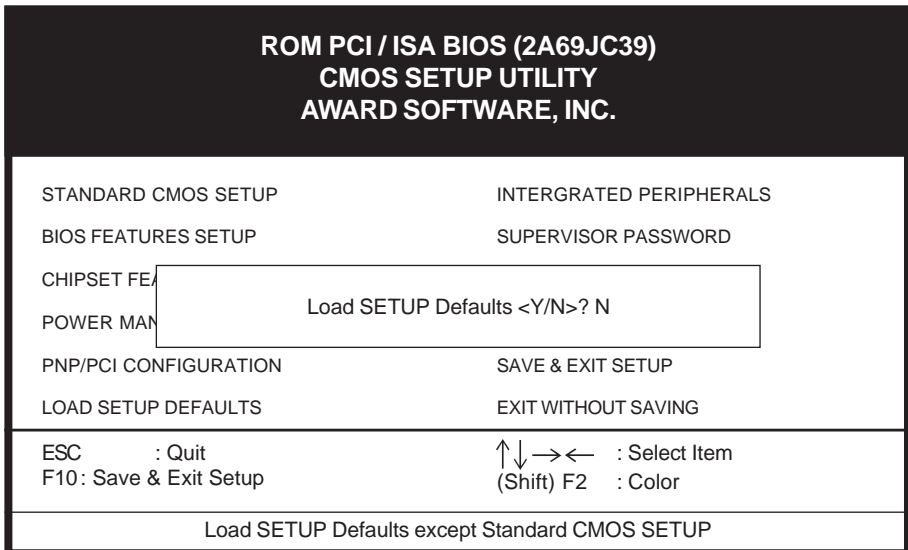 ROM PCI / ISA BIOS (2A69JC39)
CMOS SETUP UTILITY
AWARD SOFTWARE, INC.
STANDARD CMOS SETUP
INTERGRATED PERIPHERALS
BIOS FEATURES SETUP
SUPERVISOR PASSWORD
CHIPSET FEA
Load SETUP Defaults <Y/N>? N
POWER MAN
PNP/PCI CONFIGURATION
SAVE & EXIT SETUP
LOAD SETUP DEFAULTS
EXIT WITHOUT SAVING
ESC : Quit
↑↓→← : Select Item
F10 : Save & Exit Setup
(Shift) F2 : Color
Load SETUP Defaults except Standard CMOS SETUP